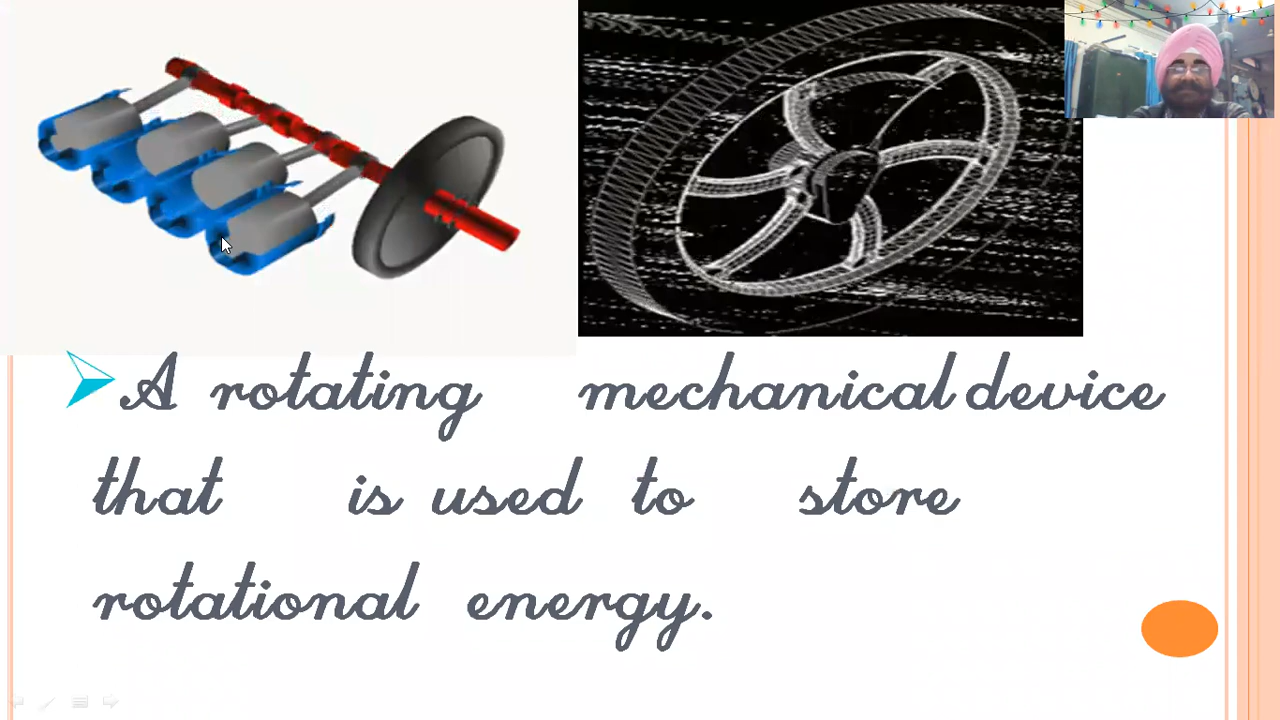 A rotating mechanical device
that is used to store
rotational energy.